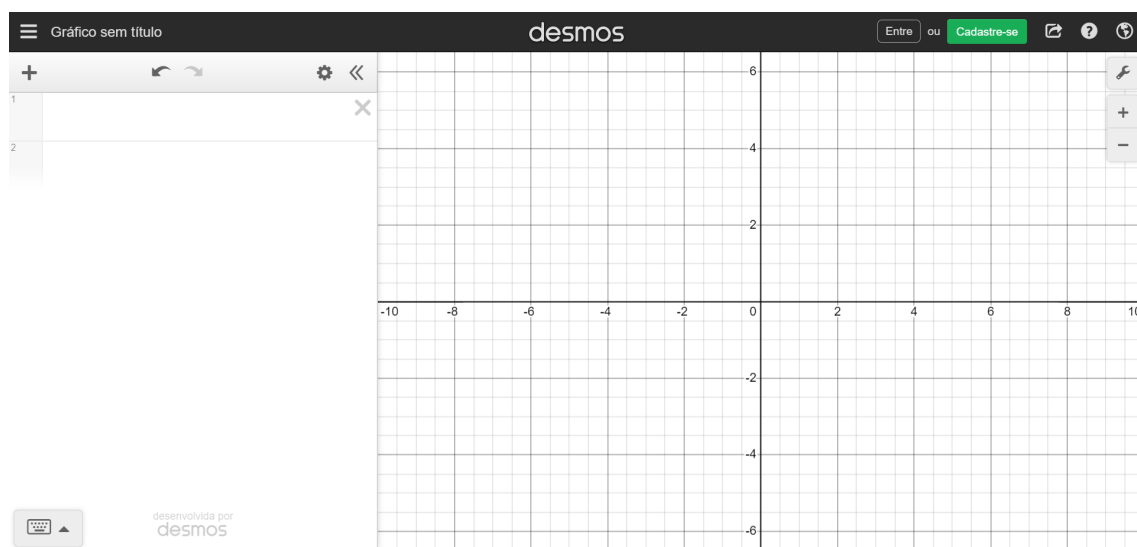 Gráfico sem título
desmos
Entre ou Cadastre-se
1
2
6
4
2
-10 -8 -6 -4 -2 0 2 4 6 8 10
-2
-4
-6
desenvolvida por
desmos